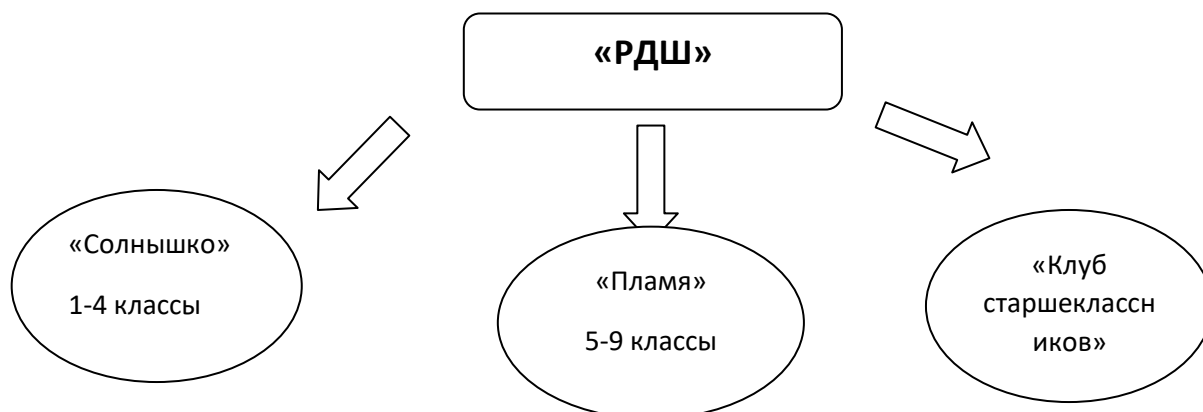 «РДШ»
«Солнышко»
1-4 классы
«Пламя»
5-9 классы
«Клуб
старшеклассн
иков»